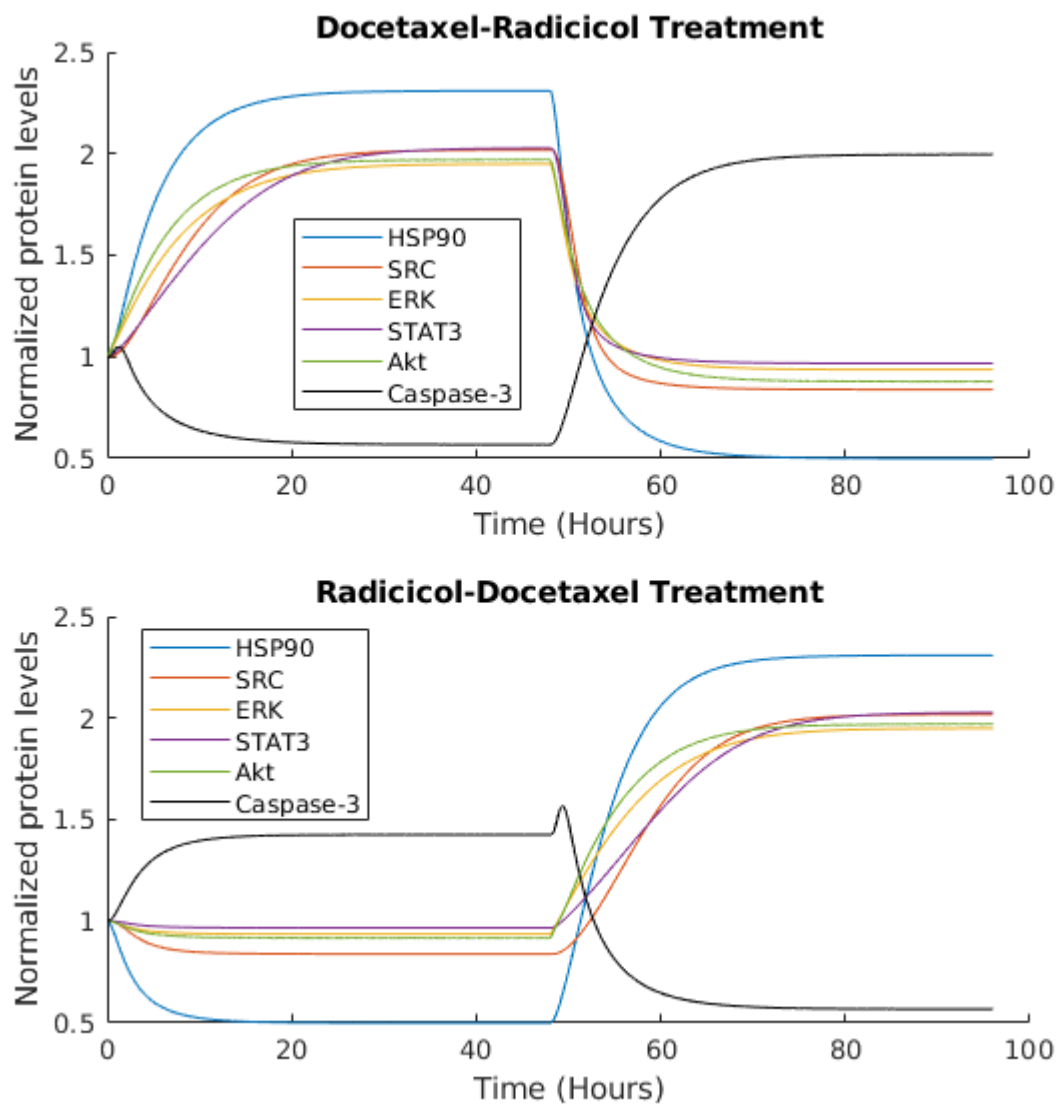 Docetaxel-Radicicol Treatment
Normalized protein levels
2.5
2
1.5
1
0.5
HSP90
SRC
ERK
STAT3
Akt
Caspase-3
0 20 40 60 80 100
Time (Hours)
Radicicol-Docetaxel Treatment
Normalized protein levels
2.5
2
1.5
1
0.5
HSP90
SRC
ERK
STAT3
Akt
Caspase-3
0 20 40 60 80 100
Time (Hours)